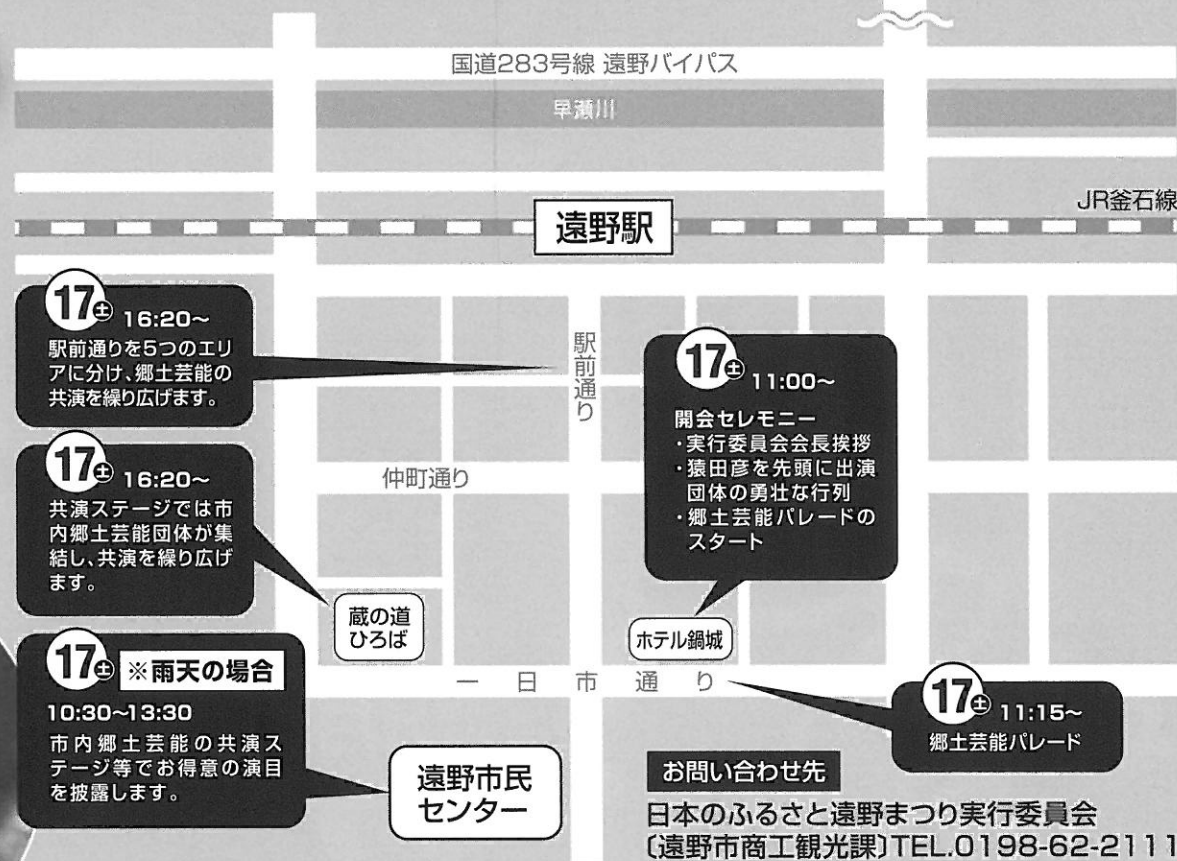 国道283号線 遠野バイパス
早瀬川
JR釜石線
遠野駅
17土 16:20~
駅前通りを5つのエリ
アに分け、郷土芸能の
共演を繰り広げます。
駅前通り
17土 11:00~
開会セレモニー
・実行委員会会長挨拶
・猿田彦を先頭に出演
団体の勇壮な行列
・郷土芸能パレードの
スタート
17土 16:20~
共演ステージでは市
内郷土芸能団体が集
結し、共演を繰り広げ
ます。
仲町通り
蔵の道
ひろば
ホテル鍋城
17土 ※雨天の場合
10:30~13:30
市内郷土芸能の共演ス
テージ等でお得意の演目
を披露します。
一日市通り
17土 11:15~
郷土芸能パレード
遠野市民
センター
お問い合わせ先
日本のふるさと遠野まつり実行委員会
〔遠野市商工観光課〕TEL.0198-62-2111